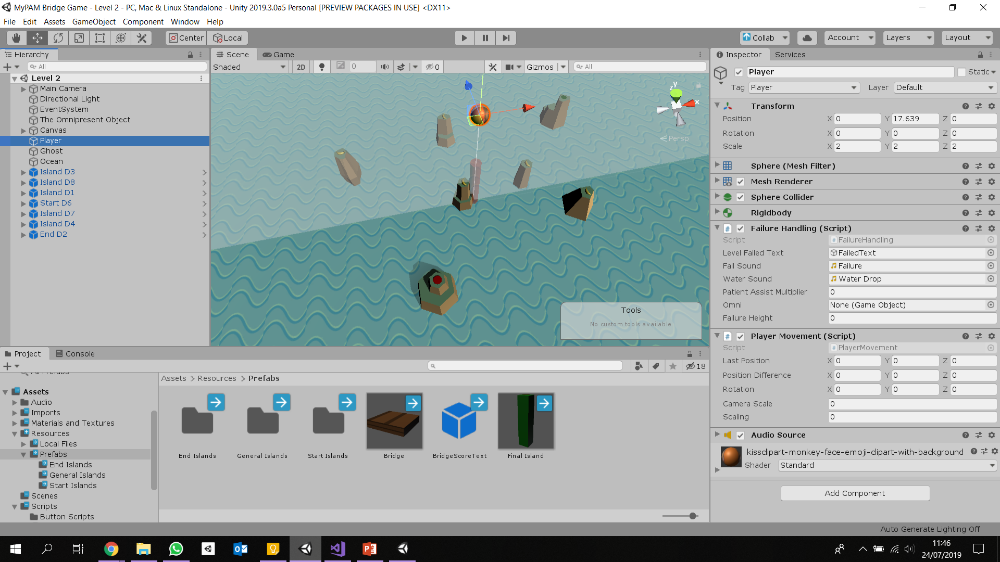 MyPAM Bridge Game - Level 2 - PC, Mac & Linux Standalone - Unity 2019.3.0a5 Personal [PREVIEW PACKAGES IN USE] <DX11>
File Edit Assets GameObject Component Window Help
Center Local Collab Account Layers Layout
Hierarchy
All
Level 2
Main Camera
Directional Light
EventSystem
The Omnipresent Object
Canvas
Player
Ghost
Ocean
Island D3
Island D8
Island D1
Start D6
Island D7
Island D4
End D2
Scene Game
Shaded 2D 0 0 Gizmos All
y
z
x
Persp
Tools
No custom tools available
Inspector Services
Player Static
Tag Player Layer Default
Transform
Position X 0 Y 17.639 Z 0
Rotation X 0 Y 0 Z 0
Scale X 2 Y 2 Z 2
Sphere (Mesh Filter)
Mesh Renderer
Sphere Collider
Rigidbody
Failure Handling (Script)
Script FailureHandling
Level Failed Text FailedText
Fail Sound Failure
Water Sound Water Drop
Patient Assist Multiplier 0
Omni None (Game Object)
Failure Height 0
Player Movement (Script)
Script PlayerMovement
Last Position X 0 Y 0 Z 0
Position Difference X 0 Y 0 Z 0
Rotation X 0 Y 0 Z 0
Camera Scale 0
Scaling 0
Audio Source
kissclipart-monkey-face-emoji-clipart-with-background
Shader Standard
Add Component
Project Console
18
All Prefabs
Assets
Audio
Imports
Materials and Textures
Resources
Local Files
Prefabs
End Islands
General Islands
Start Islands
Scenes
Scripts
Button Scripts
Assets > Resources > Prefabs
End Islands General Islands Start Islands Bridge BridgeScoreText Final Island
Auto Generate Lighting Off
11:46
24/07/2019